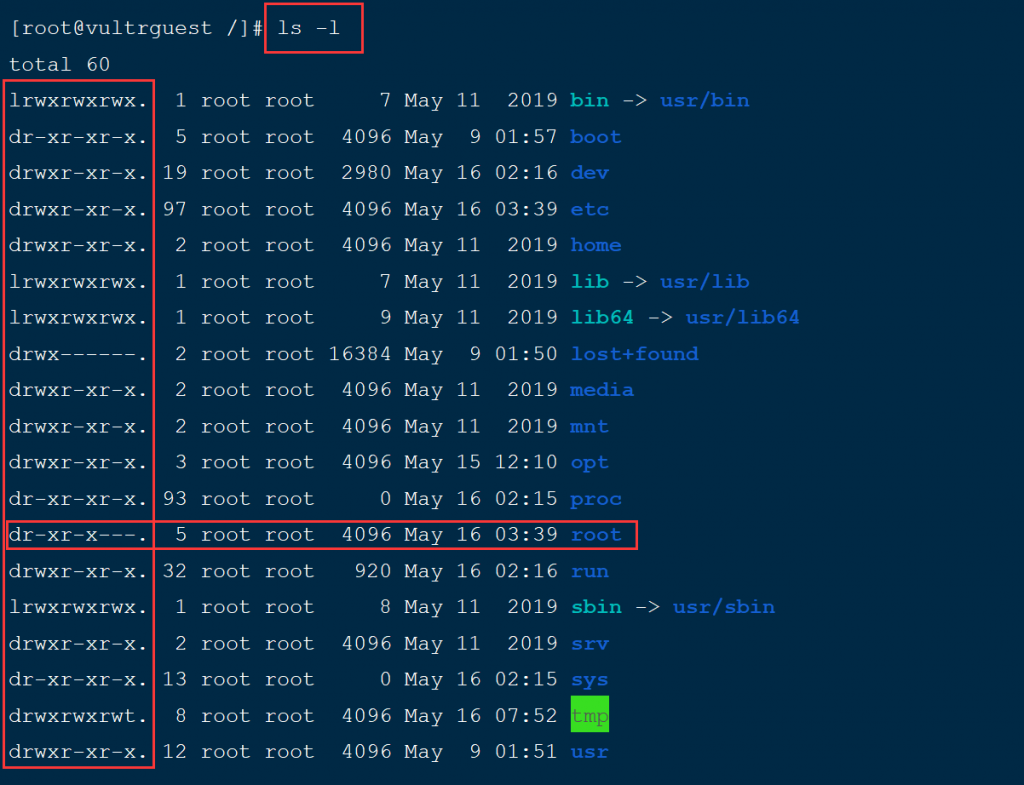 [root@vultrguest /]# ls -l
total 60
lrwxrwxrwx.  1 root root     7 May 11  2019 bin -> usr/bin
dr-xr-xr-x.  5 root root  4096 May  9 01:57 boot
drwxr-xr-x. 19 root root  2980 May 16 02:16 dev
drwxr-xr-x. 97 root root  4096 May 16 03:39 etc
drwxr-xr-x.  2 root root  4096 May 11  2019 home
lrwxrwxrwx.  1 root root     7 May 11  2019 lib -> usr/lib
lrwxrwxrwx.  1 root root     9 May 11  2019 lib64 -> usr/lib64
drwx------.  2 root root 16384 May  9 01:50 lost+found
drwxr-xr-x.  2 root root  4096 May 11  2019 media
drwxr-xr-x.  2 root root  4096 May 11  2019 mnt
drwxr-xr-x.  3 root root  4096 May 15 12:10 opt
dr-xr-xr-x. 93 root root     0 May 16 02:15 proc
dr-xr-x---.  5 root root  4096 May 16 03:39 root
drwxr-xr-x. 32 root root   920 May 16 02:16 run
lrwxrwxrwx.  1 root root     8 May 11  2019 sbin -> usr/sbin
drwxr-xr-x.  2 root root  4096 May 11  2019 srv
dr-xr-xr-x. 13 root root     0 May 16 02:15 sys
drwxrwxrwt.  8 root root  4096 May 16 07:52 tmp
drwxr-xr-x. 12 root root  4096 May  9 01:51 usr